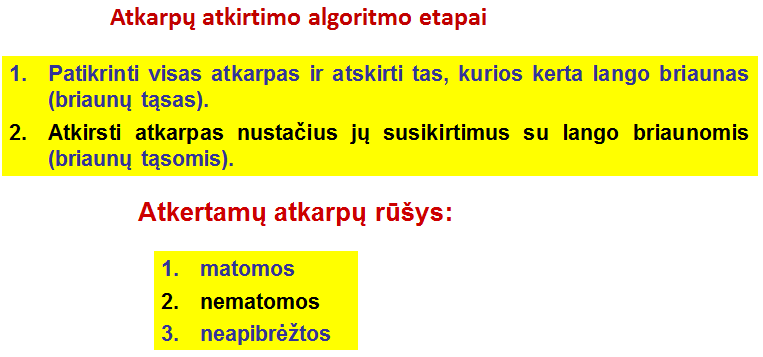 Atkarpų atkirtimo algoritmo etapai
1. Patikrinti visas atkarpas ir atskirti tas, kurios kerta lango briaunas
(briaunų tąsas).
2. Atkirsti atkarpas nustačius jų susikirtimus su lango briaunomis
(briaunų tąsomis).
Atkertamų atkarpų rūšys:
1. matomos
2. nematomos
3. neapibrėžtos